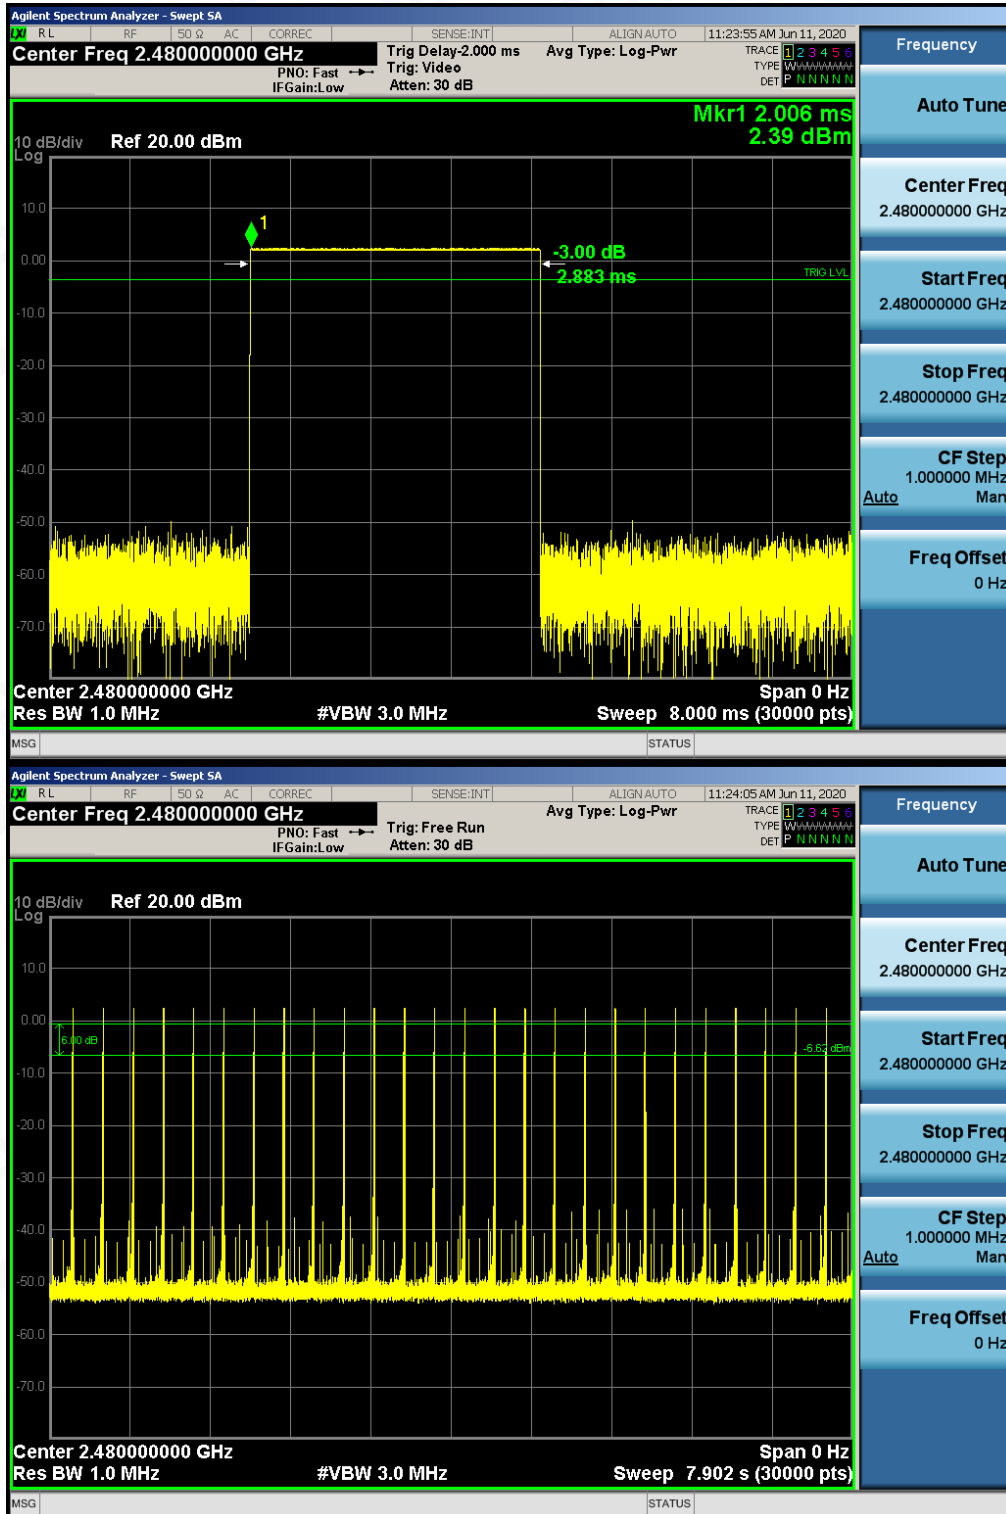 Agilent Spectrum Analyzer - Swept SA
LXI RL RF 50 Ω AC CORREC SENSE:INT ALIGN AUTO 11:23:55 AM Jun 11, 2020
Center Freq 2.480000000 GHz Trig Delay-2.000 ms Avg Type: Log-Pwr TRACE 1 2 3 4 5 6
PNO: Fast Trig: Video TYPE WWWWWW
IFGain:Low Atten: 30 dB DET P N N N N N
Mkr1 2.006 ms
2.39 dBm
10 dB/div Ref 20.00 dBm
Log
10.0
1
0.00
-3.00 dB
2.883 ms
TRIG LVL
-10.0
-20.0
-30.0
-40.0
-50.0
-60.0
-70.0
Center 2.480000000 GHz Span 0 Hz
Res BW 1.0 MHz #VBW 3.0 MHz Sweep 8.000 ms (30000 pts)
MSG STATUS
Frequency
Auto Tune
Center Freq
2.480000000 GHz
Start Freq
2.480000000 GHz
Stop Freq
2.480000000 GHz
CF Step
1.000000 MHz
Auto Man
Freq Offset
0 Hz
Agilent Spectrum Analyzer - Swept SA
LXI RL RF 50 Ω AC CORREC SENSE:INT ALIGN AUTO 11:24:05 AM Jun 11, 2020
Center Freq 2.480000000 GHz Avg Type: Log-Pwr TRACE 1 2 3 4 5 6
PNO: Fast Trig: Free Run TYPE WWWWWW
IFGain:Low Atten: 30 dB DET P N N N N N
10 dB/div Ref 20.00 dBm
Log
10.0
0.00
6.00 dB
-6.62 dBm
-10.0
-20.0
-30.0
-40.0
-50.0
-60.0
-70.0
Center 2.480000000 GHz Span 0 Hz
Res BW 1.0 MHz #VBW 3.0 MHz Sweep 7.902 s (30000 pts)
MSG STATUS
Frequency
Auto Tune
Center Freq
2.480000000 GHz
Start Freq
2.480000000 GHz
Stop Freq
2.480000000 GHz
CF Step
1.000000 MHz
Auto Man
Freq Offset
0 Hz